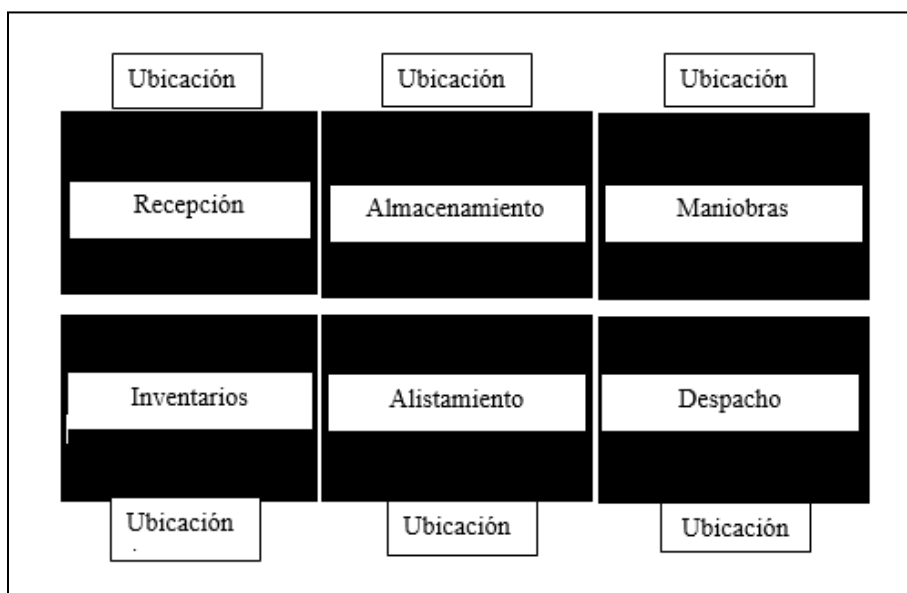 Ubicación
Ubicación
Ubicación
Recepción
Almacenamiento
Maniobras
Inventarios
Alistamiento
Despacho
Ubicación
Ubicación
Ubicación